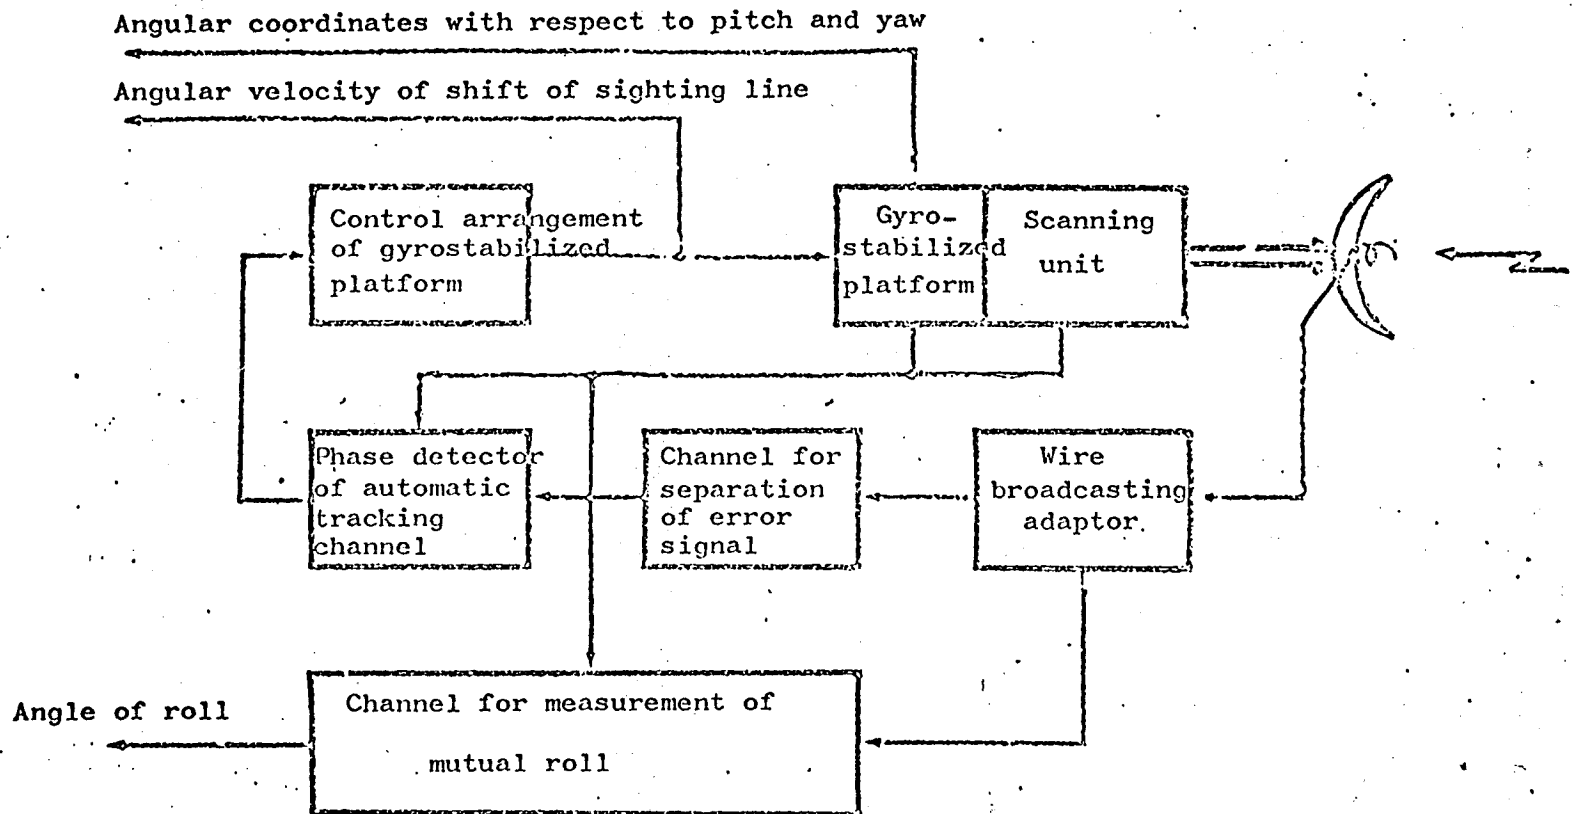 Angular coordinates with respect to pitch and yaw
Angular velocity of shift of sighting line
Control arrangement
of gyrostabilized
platform
Gyro-
stabilized
platform
Scanning
unit
Phase detector
of automatic
tracking
channel
Channel for
separation
of error
signal
Wire
broadcasting
adaptor.
Angle of roll
Channel for measurement of
mutual roll